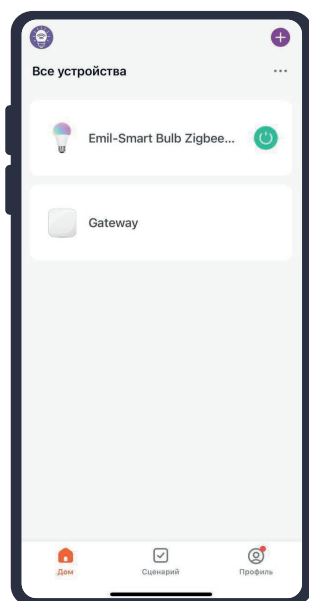 Все устройства
Emil-Smart Bulb Zigbee...
Gateway
Дом
Сценарий
Профиль